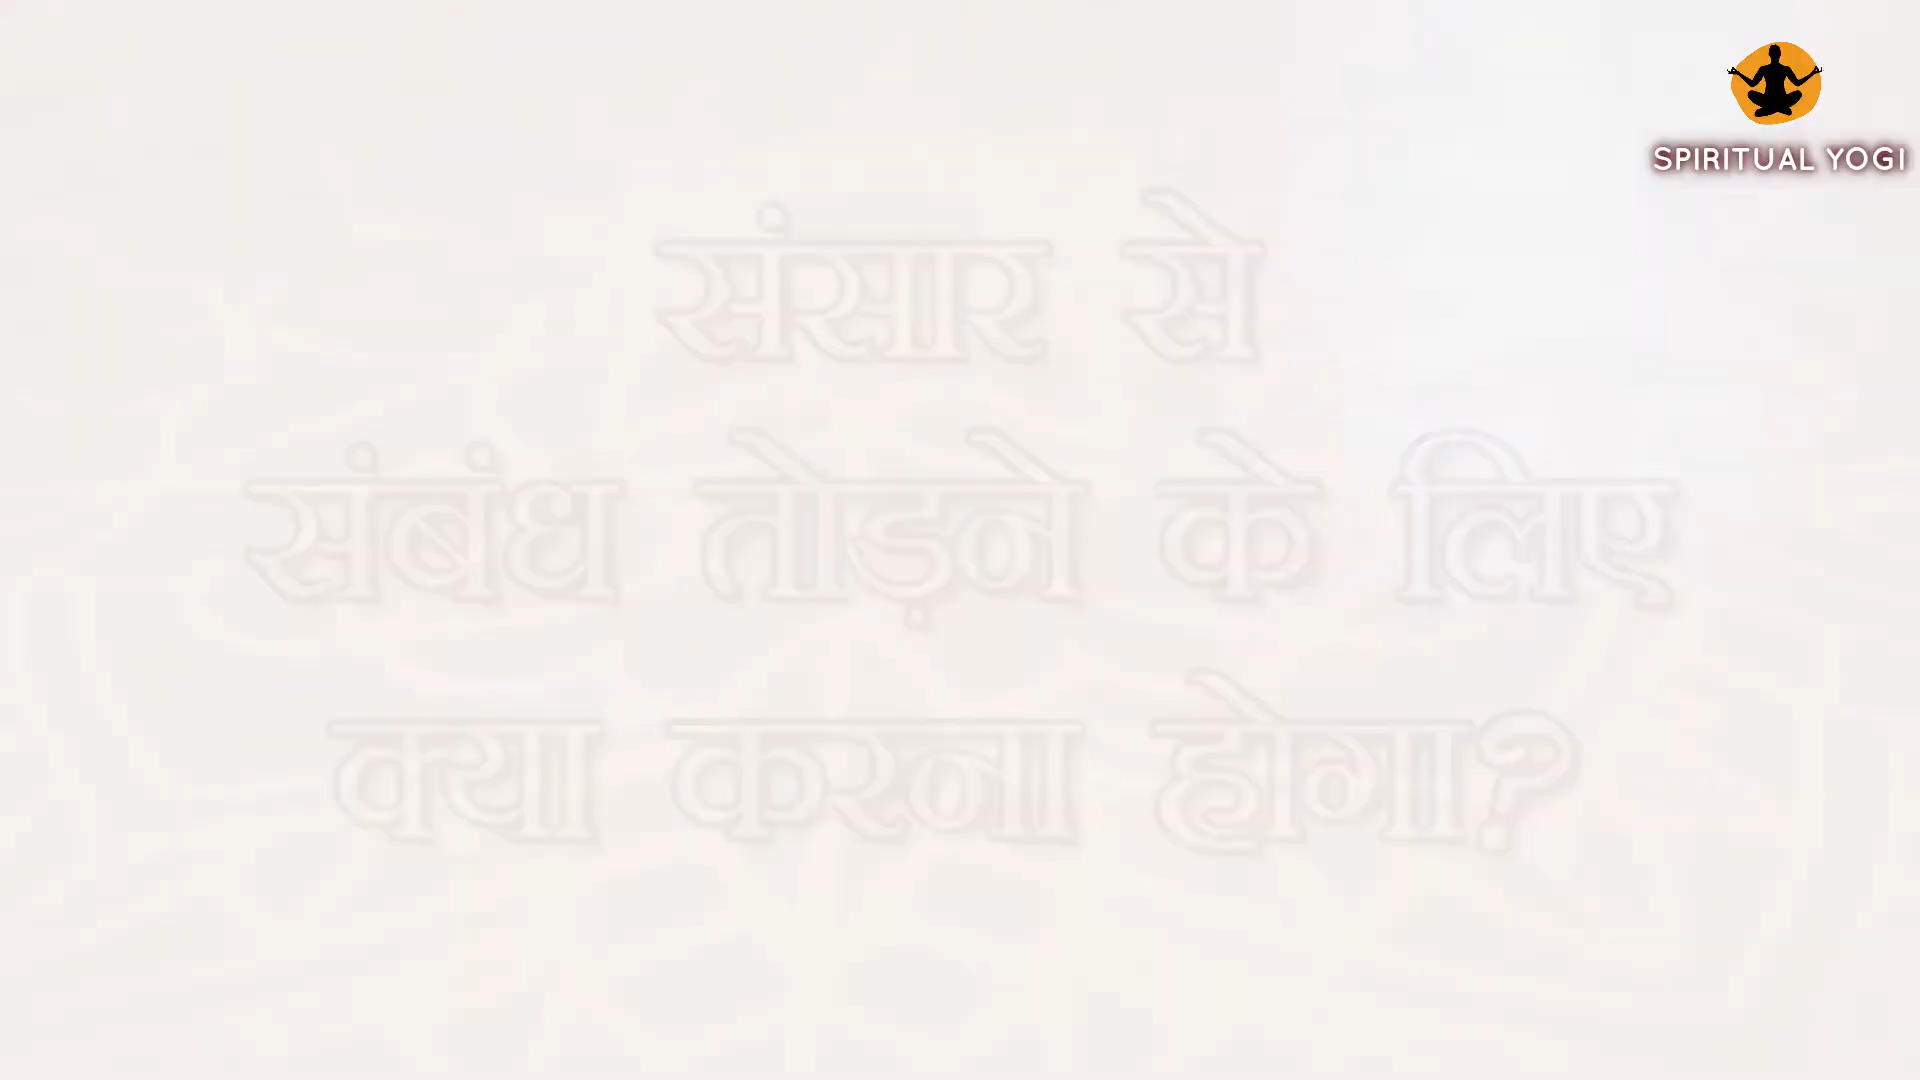 SPIRITUAL YOGI
संसार से
संबंध तोड़ने के लिए
क्या करना होगा?